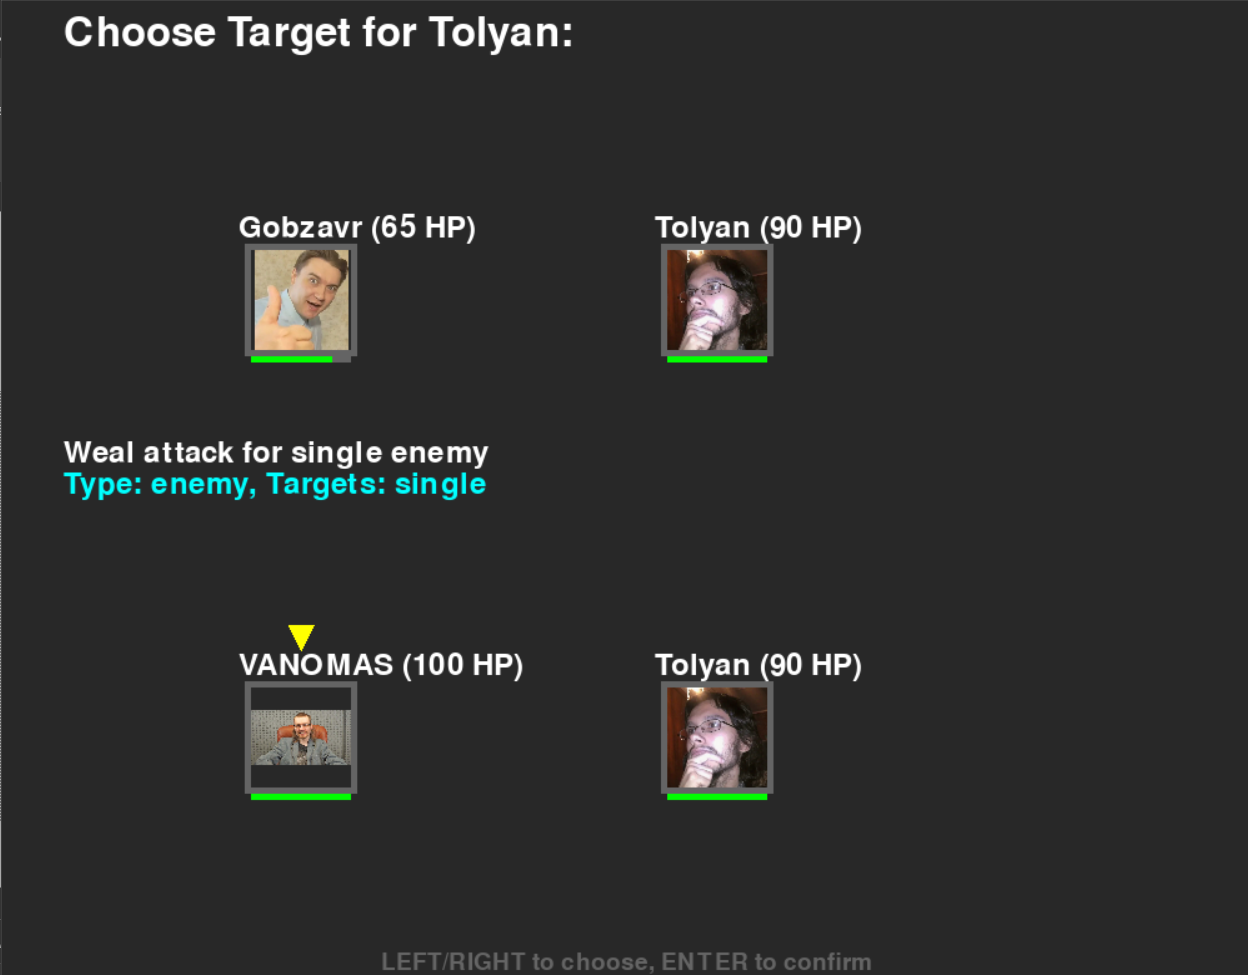 Choose Target for Tolyan:
Gobzavr (65 HP)
Tolyan (90 HP)
Weal attack for single enemy
Type: enemy, Targets: single
VANOMAS (100 HP)
Tolyan (90 HP)
LEFT/RIGHT to choose, ENTER to confirm